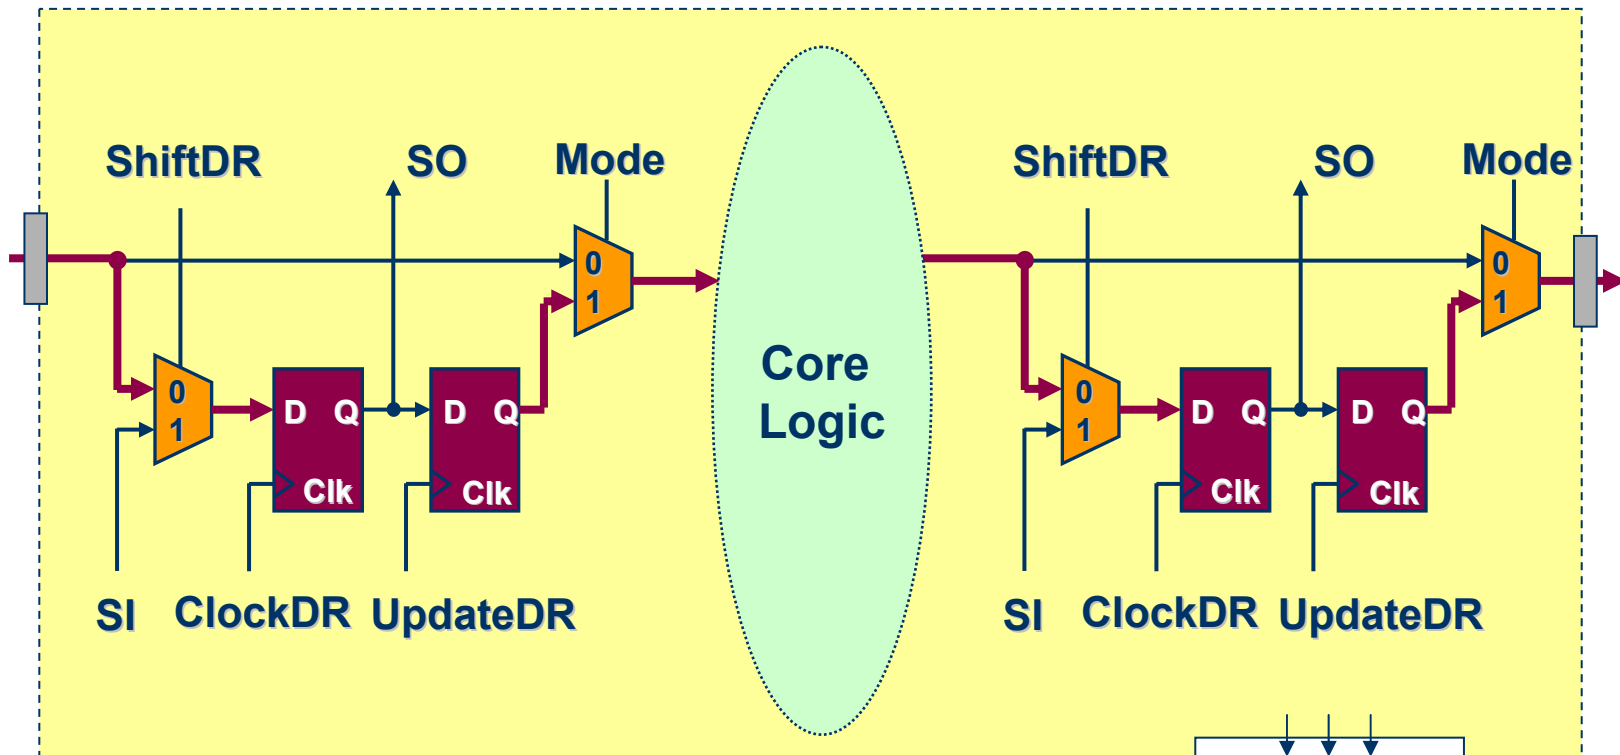 ShiftDR SO Mode ShiftDR SO Mode
0 0
1 1
Core
Logic
0 0
1 1
D Q D Q D Q D Q
Clk Clk Clk Clk
SI ClockDR UpdateDR SI ClockDR UpdateDR